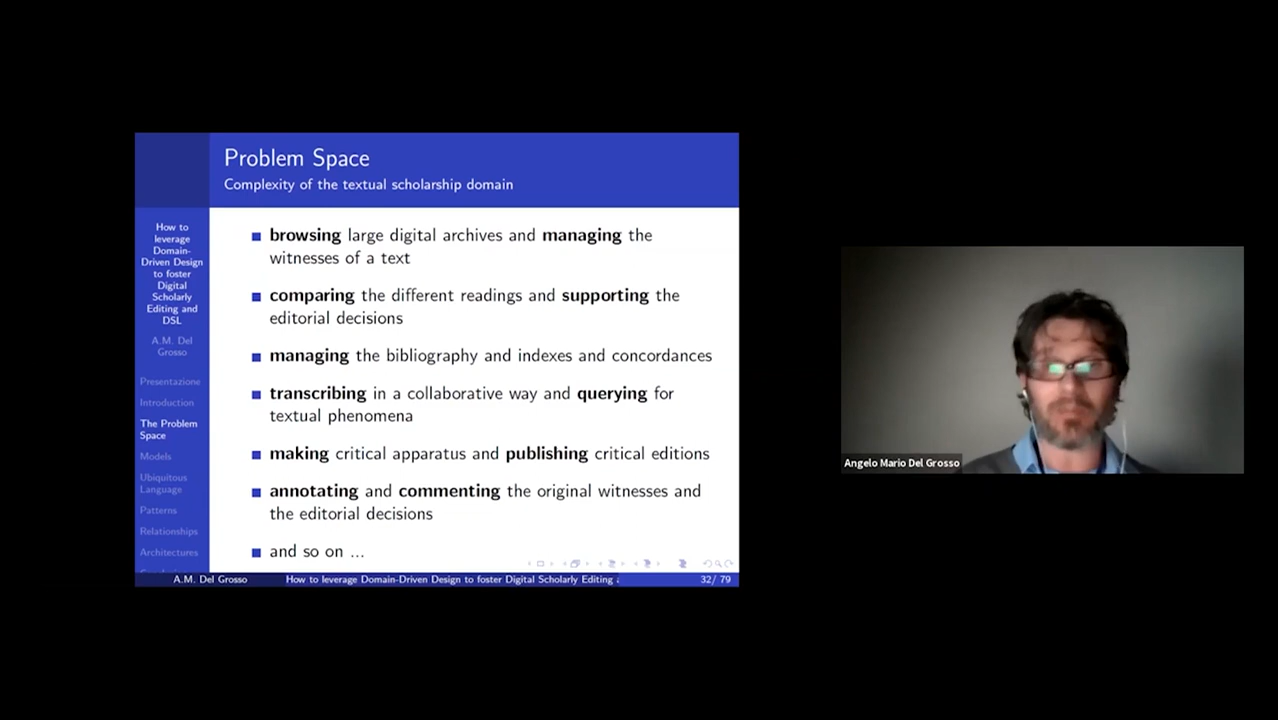 Problem Space
Complexity of the textual scholarship domain
How to
leverage
Domain-
Driven Design
to foster
Digital
Scholarly
Editing and
DSL
A.M. Del
Grosso
Presentazione
Introduction
The Problem
Space
Models
Ubiquitous
Language
Patterns
Relationships
Architectures
browsing large digital archives and managing the
witnesses of a text
comparing the different readings and supporting the
editorial decisions
managing the bibliography and indexes and concordances
transcribing in a collaborative way and querying for
textual phenomena
making critical apparatus and publishing critical editions
annotating and commenting the original witnesses and
the editorial decisions
and so on ...
A.M. Del Grosso
How to leverage Domain-Driven Design to foster Digital Scholarly Editing
32/ 79
Angelo Mario Del Grosso